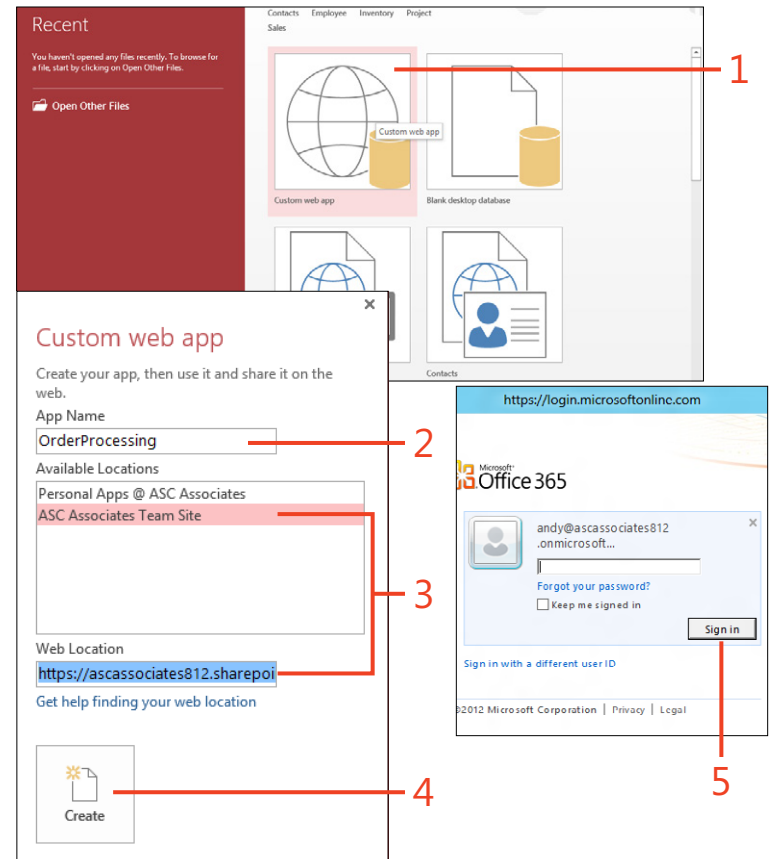 Recent
You haven't opened any files recently. To browse for
a file, start by clicking on Open Other Files.
Open Other Files
Contacts Employee Inventory Project
Sales
Custom web app
Custom web app
Blank desktop database
Contacts
1
Custom web app
Create your app, then use it and share it on the
web.
App Name
OrderProcessing
2
Available Locations
Personal Apps @ ASC Associates
ASC Associates Team Site
3
Web Location
https://ascassociates812.sharepoi
Get help finding your web location
Create
4
https://login.microsoftonline.com
Microsoft
Office 365
andy@ascassociates812
.onmicrosoft...
Forgot your password?
Keep me signed in
Sign in
Sign in with a different user ID
©2012 Microsoft Corporation | Privacy | Legal
5